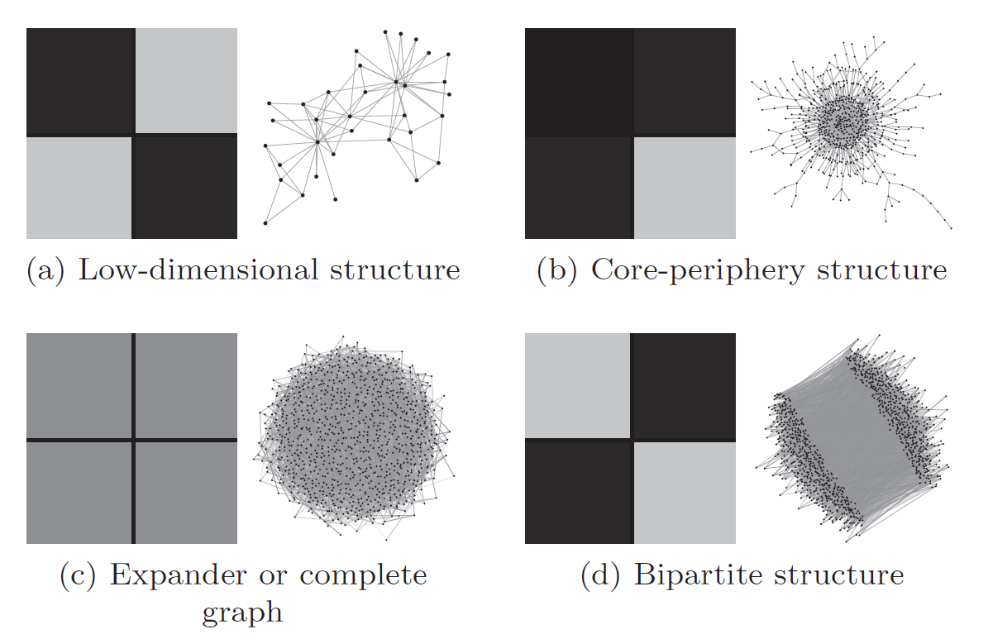 (a) Low-dimensional structure
(b) Core-periphery structure
(c) Expander or complete
graph
(d) Bipartite structure